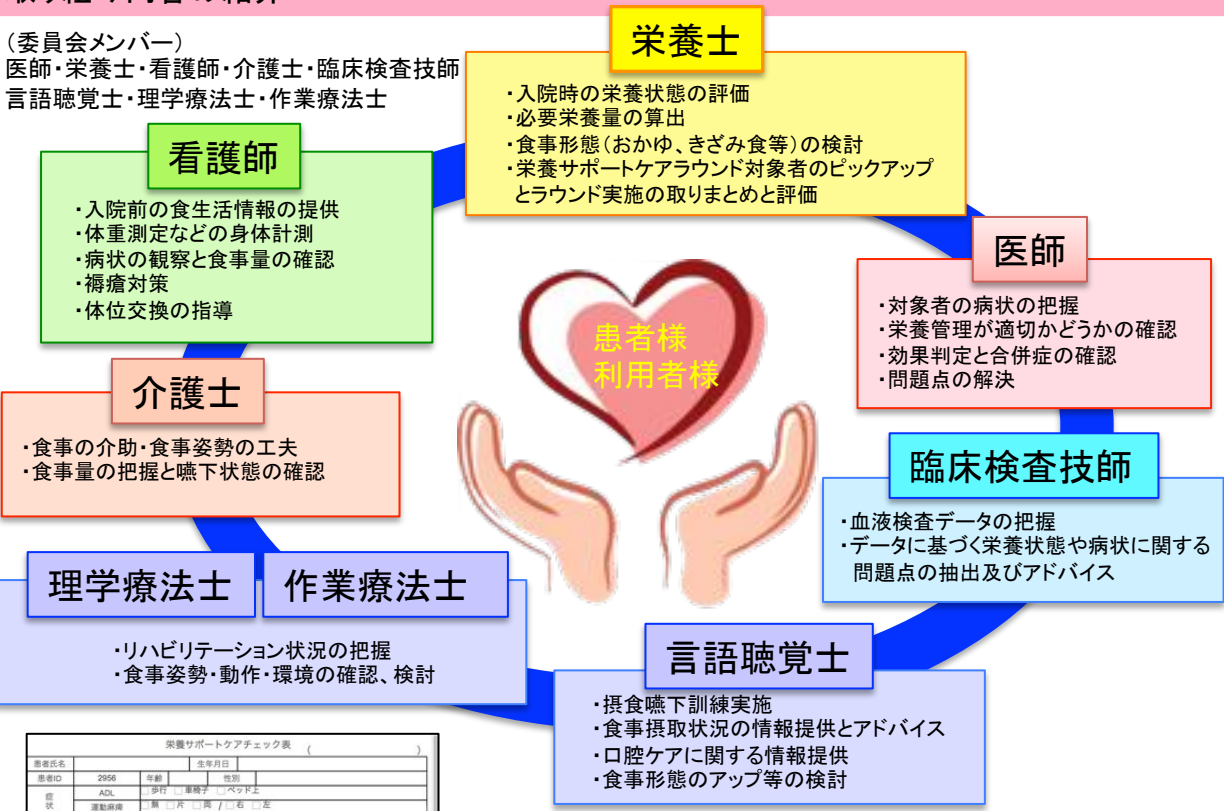 (委員会メンバー)
医師・栄養士・看護師・介護士・臨床検査技師
言語聴覚士・理学療法士・作業療法士
栄養士
・入院時の栄養状態の評価
・必要栄養量の算出
・食事形態(おかゆ、きざみ食等)の検討
・栄養サポートケアラウンド対象者のピックアップ
とラウンド実施の取りまとめと評価
看護師
・入院前の食生活情報の提供
・体重測定などの身体計測
・病状の観察と食事量の確認
・褥瘡対策
・体位交換の指導
医師
・対象者の病状の把握
・栄養管理が適切かどうかの確認
・効果判定と合併症の確認
・問題点の解決
患者様
利用者様
介護士
・食事の介助・食事姿勢の工夫
・食事量の把握と嚥下状態の確認
臨床検査技師
・血液検査データの把握
・データに基づく栄養状態や病状に関する
問題点の抽出及びアドバイス
理学療法士 作業療法士
・リハビリテーション状況の把握
・食事姿勢・動作・環境の確認、検討
言語聴覚士
・摂食嚥下訓練実施
・食事摂取状況の情報提供とアドバイス
・口腔ケアに関する情報提供
・食事形態のアップ等の検討
栄養サポートケアチェック表 ( )
患者氏名 生年月日
患者ID 2956 年齢 性別
症状 ADL □歩行 □車椅子 □ベッド上
運動麻痺 □無 □片 □両 / □右 □左